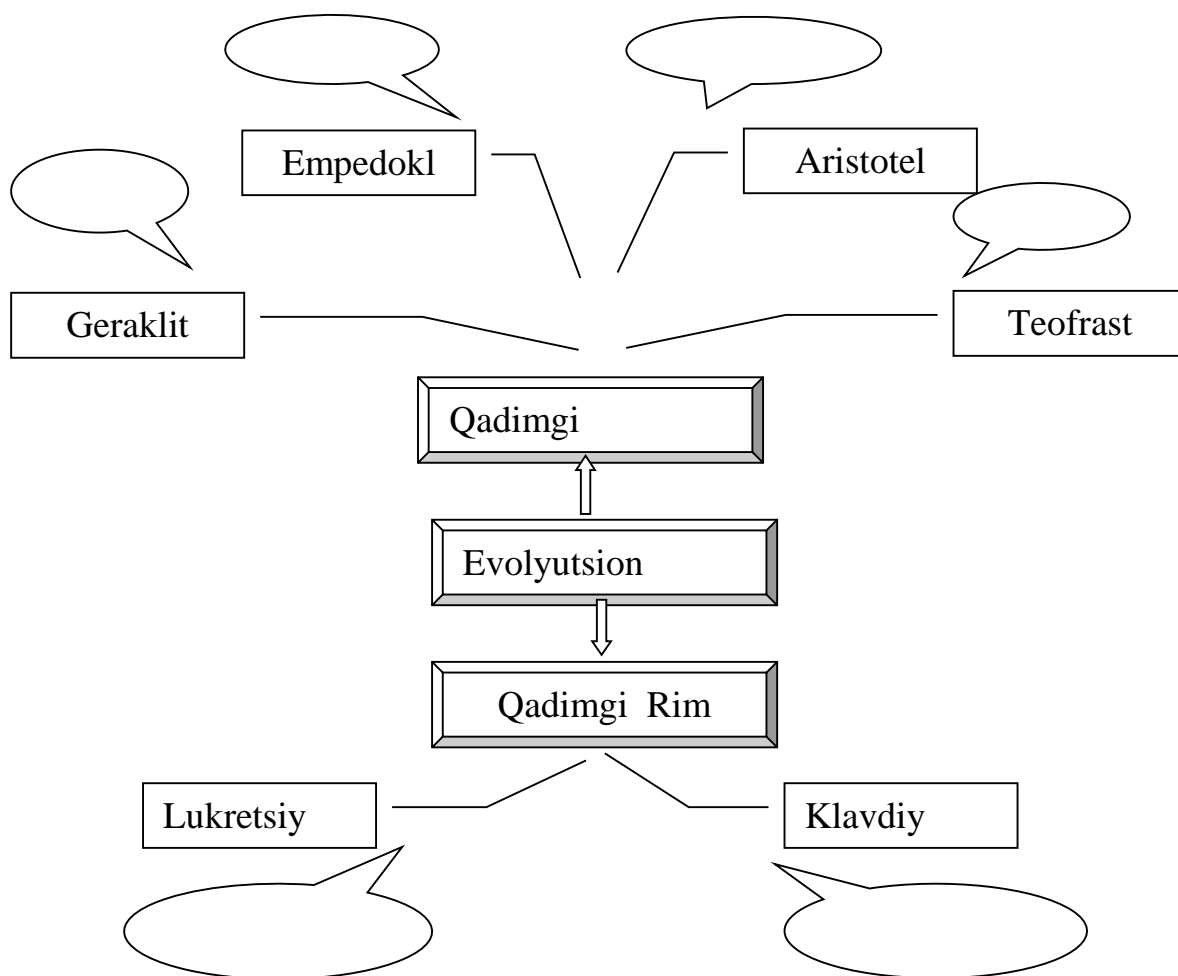 Empedokl
Aristotel
Geraklit
Teofrast
Qadimgi
Evolyutsion
Qadimgi Rim
Lukretsiy
Klavdiy